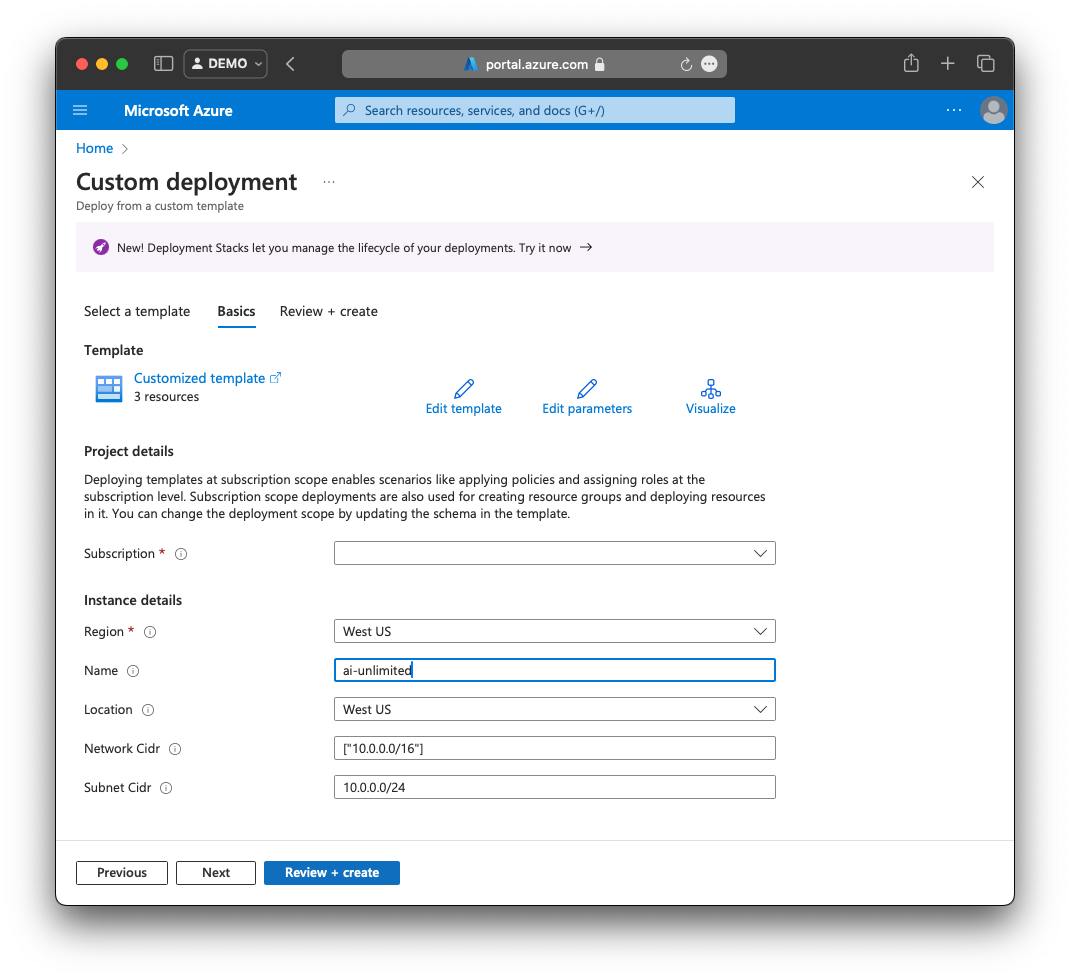 DEMO
portal.azure.com
Microsoft Azure
Search resources, services, and docs (G+/)
Home
Custom deployment
Deploy from a custom template
New! Deployment Stacks let you manage the lifecycle of your deployments. Try it now →
Select a template Basics Review + create
Template
Customized template
3 resources
Edit template Edit parameters Visualize
Project details
Deploying templates at subscription scope enables scenarios like applying policies and assigning roles at the
subscription level. Subscription scope deployments are also used for creating resource groups and deploying resources
in it. You can change the deployment scope by updating the schema in the template.
Subscription *
Instance details
Region * West US
Name ai-unlimited
Location West US
Network Cidr ["10.0.0.0/16"]
Subnet Cidr 10.0.0.0/24
Previous Next Review + create